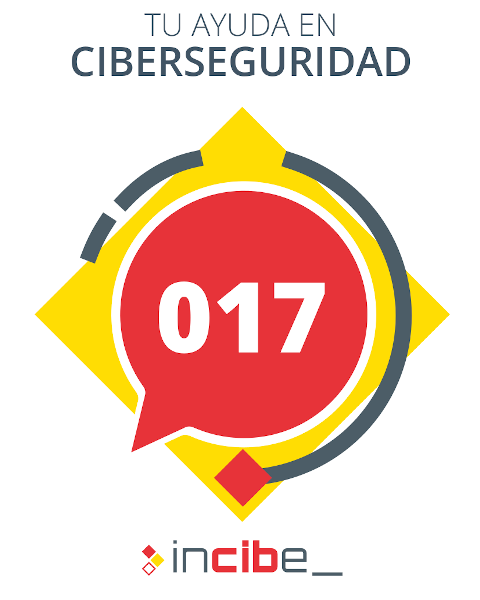 TU AYUDA EN
CIBERSEGURIDAD
017
incibe_